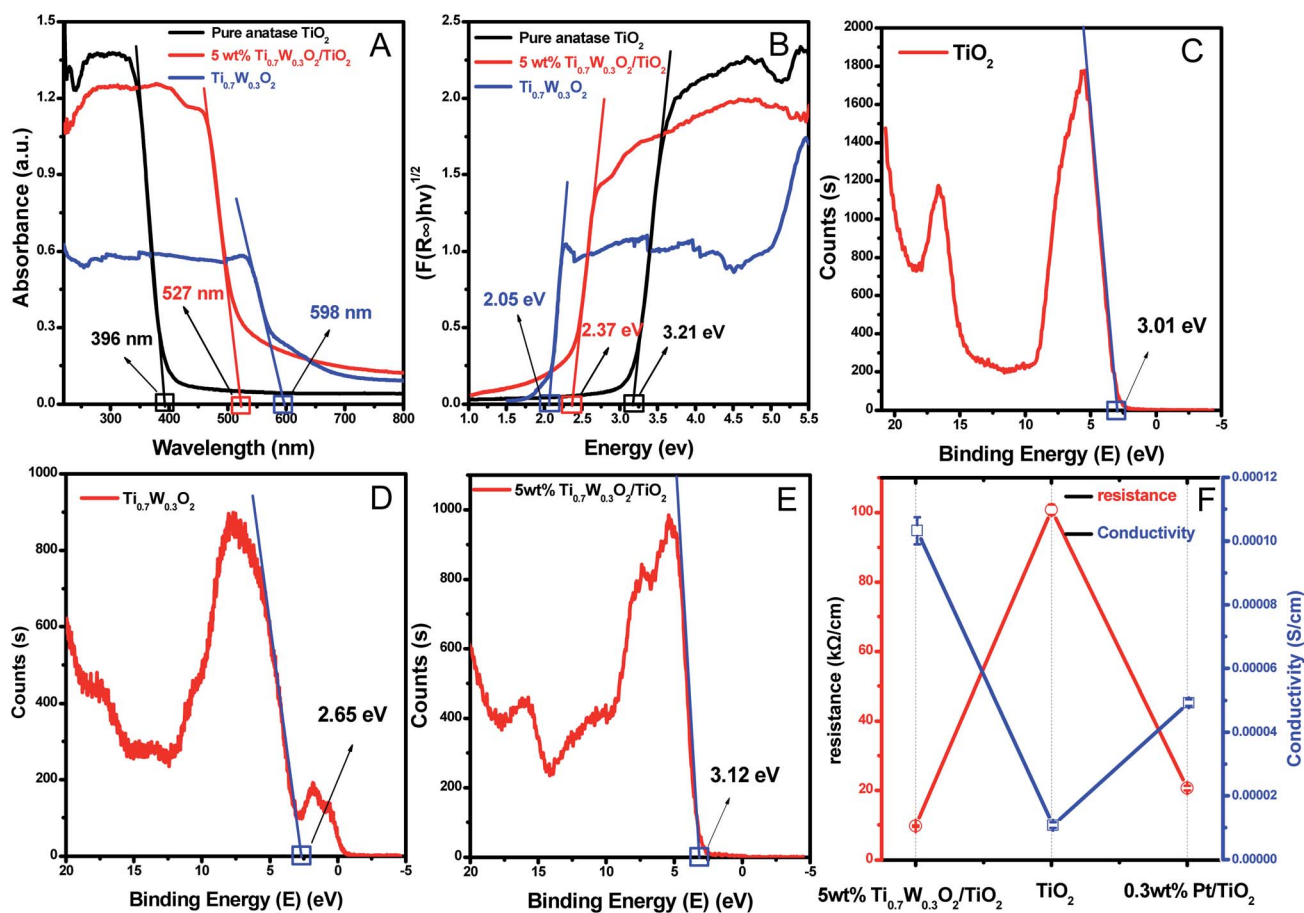 A
Pure anatase TiO2
5 wt% Ti0.7W0.3O2/TiO2
Ti0.7W0.3O2
Absorbance (a.u.)
1.5
1.2
0.9
0.6
0.3
0.0
396 nm
527 nm
598 nm
300 400 500 600 700 800
Wavelength (nm)
B
Pure anatase TiO2
5 wt% Ti0.7W0.3O2/TiO2
Ti0.7W0.3O2
(F(R∞)hv)1/2
2.5
2.0
1.5
1.0
0.5
0.0
2.05 eV
2.37 eV
3.21 eV
1.0 1.5 2.0 2.5 3.0 3.5 4.0 4.5 5.0 5.5
Energy (ev)
C
TiO2
Counts (s)
2000
1800
1600
1400
1200
1000
800
600
400
200
0
3.01 eV
20 15 10 5 0 -5
Binding Energy (E) (eV)
D
Ti0.7W0.3O2
Counts (s)
1000
800
600
400
200
0
2.65 eV
20 15 10 5 0 -5
Binding Energy (E) (eV)
E
5wt% Ti0.7W0.3O2/TiO2
Counts (s)
1000
800
600
400
200
0
3.12 eV
20 15 10 5 0 -5
Binding Energy (E) (eV)
F
resistance
Conductivity
resistance (kΩ/cm)
100
80
60
40
20
0
Conductivity (S/cm)
0.00012
0.00010
0.00008
0.00006
0.00004
0.00002
0.00000
5wt% Ti0.7W0.3O2/TiO2 TiO2 0.3wt% Pt/TiO2